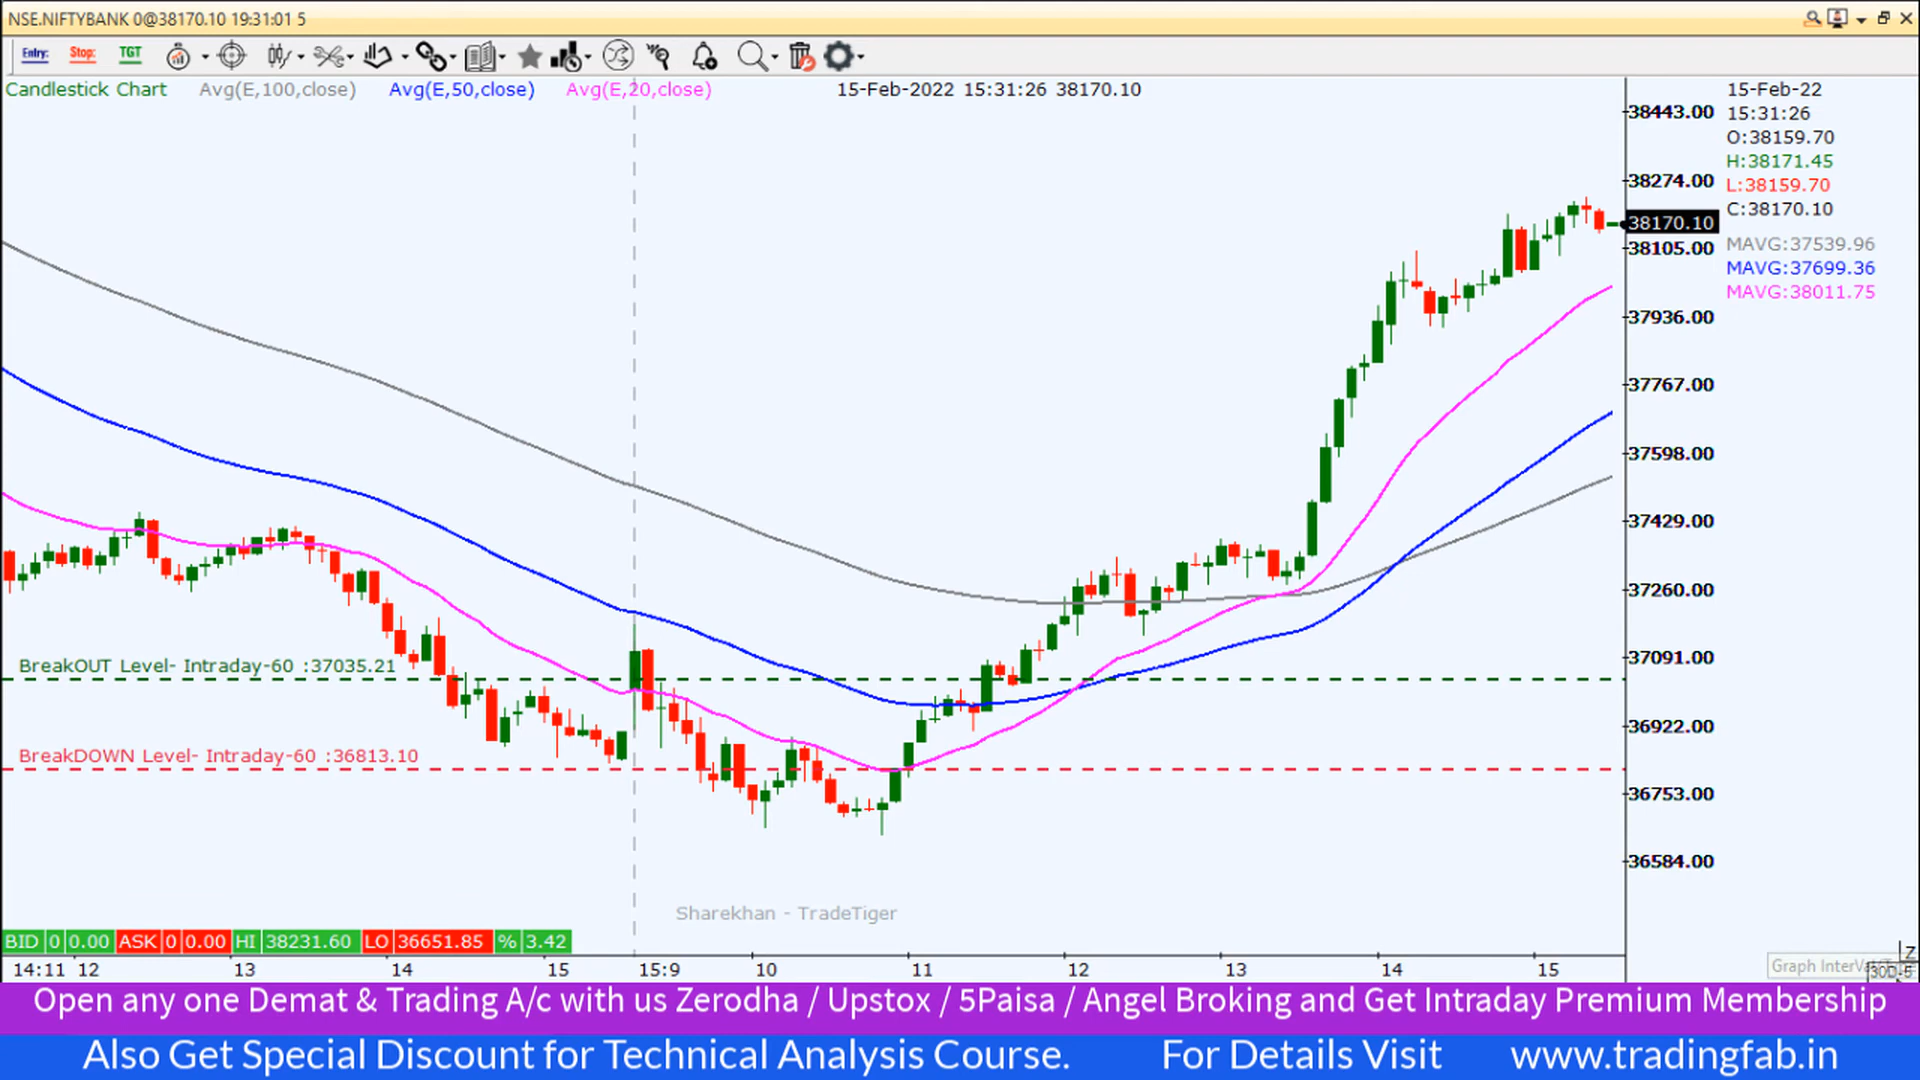 NSE.NIFTYBANK 0@38170.10 19:31:01 5
Entry: Stop: TGT
Candlestick Chart Avg(E,100,close) Avg(E,50,close) Avg(E,20,close) 15-Feb-2022 15:31:26 38170.10
15-Feb-22
15:31:26
O:38159.70
H:38171.45
L:38159.70
C:38170.10
MAVG:37539.96
MAVG:37699.36
MAVG:38011.75
38443.00
38274.00
38170.10
38105.00
37936.00
37767.00
37598.00
37429.00
37260.00
37091.00
36922.00
36753.00
36584.00
BreakOUT Level- Intraday-60 :37035.21
BreakDOWN Level- Intraday-60 :36813.10
Sharekhan - TradeTiger
BID 0 0.00 ASK 0 0.00 HI 38231.60 LO 36651.85 % 3.42
14:11 12 13 14 15 15:9 10 11 12 13 14 15
Z
Graph
30D-5
Open any one Demat & Trading A/c with us Zerodha / Upstox / 5Paisa / Angel Broking and Get Intraday Premium Membership
Also Get Special Discount for Technical Analysis Course. For Details Visit www.tradingfab.in